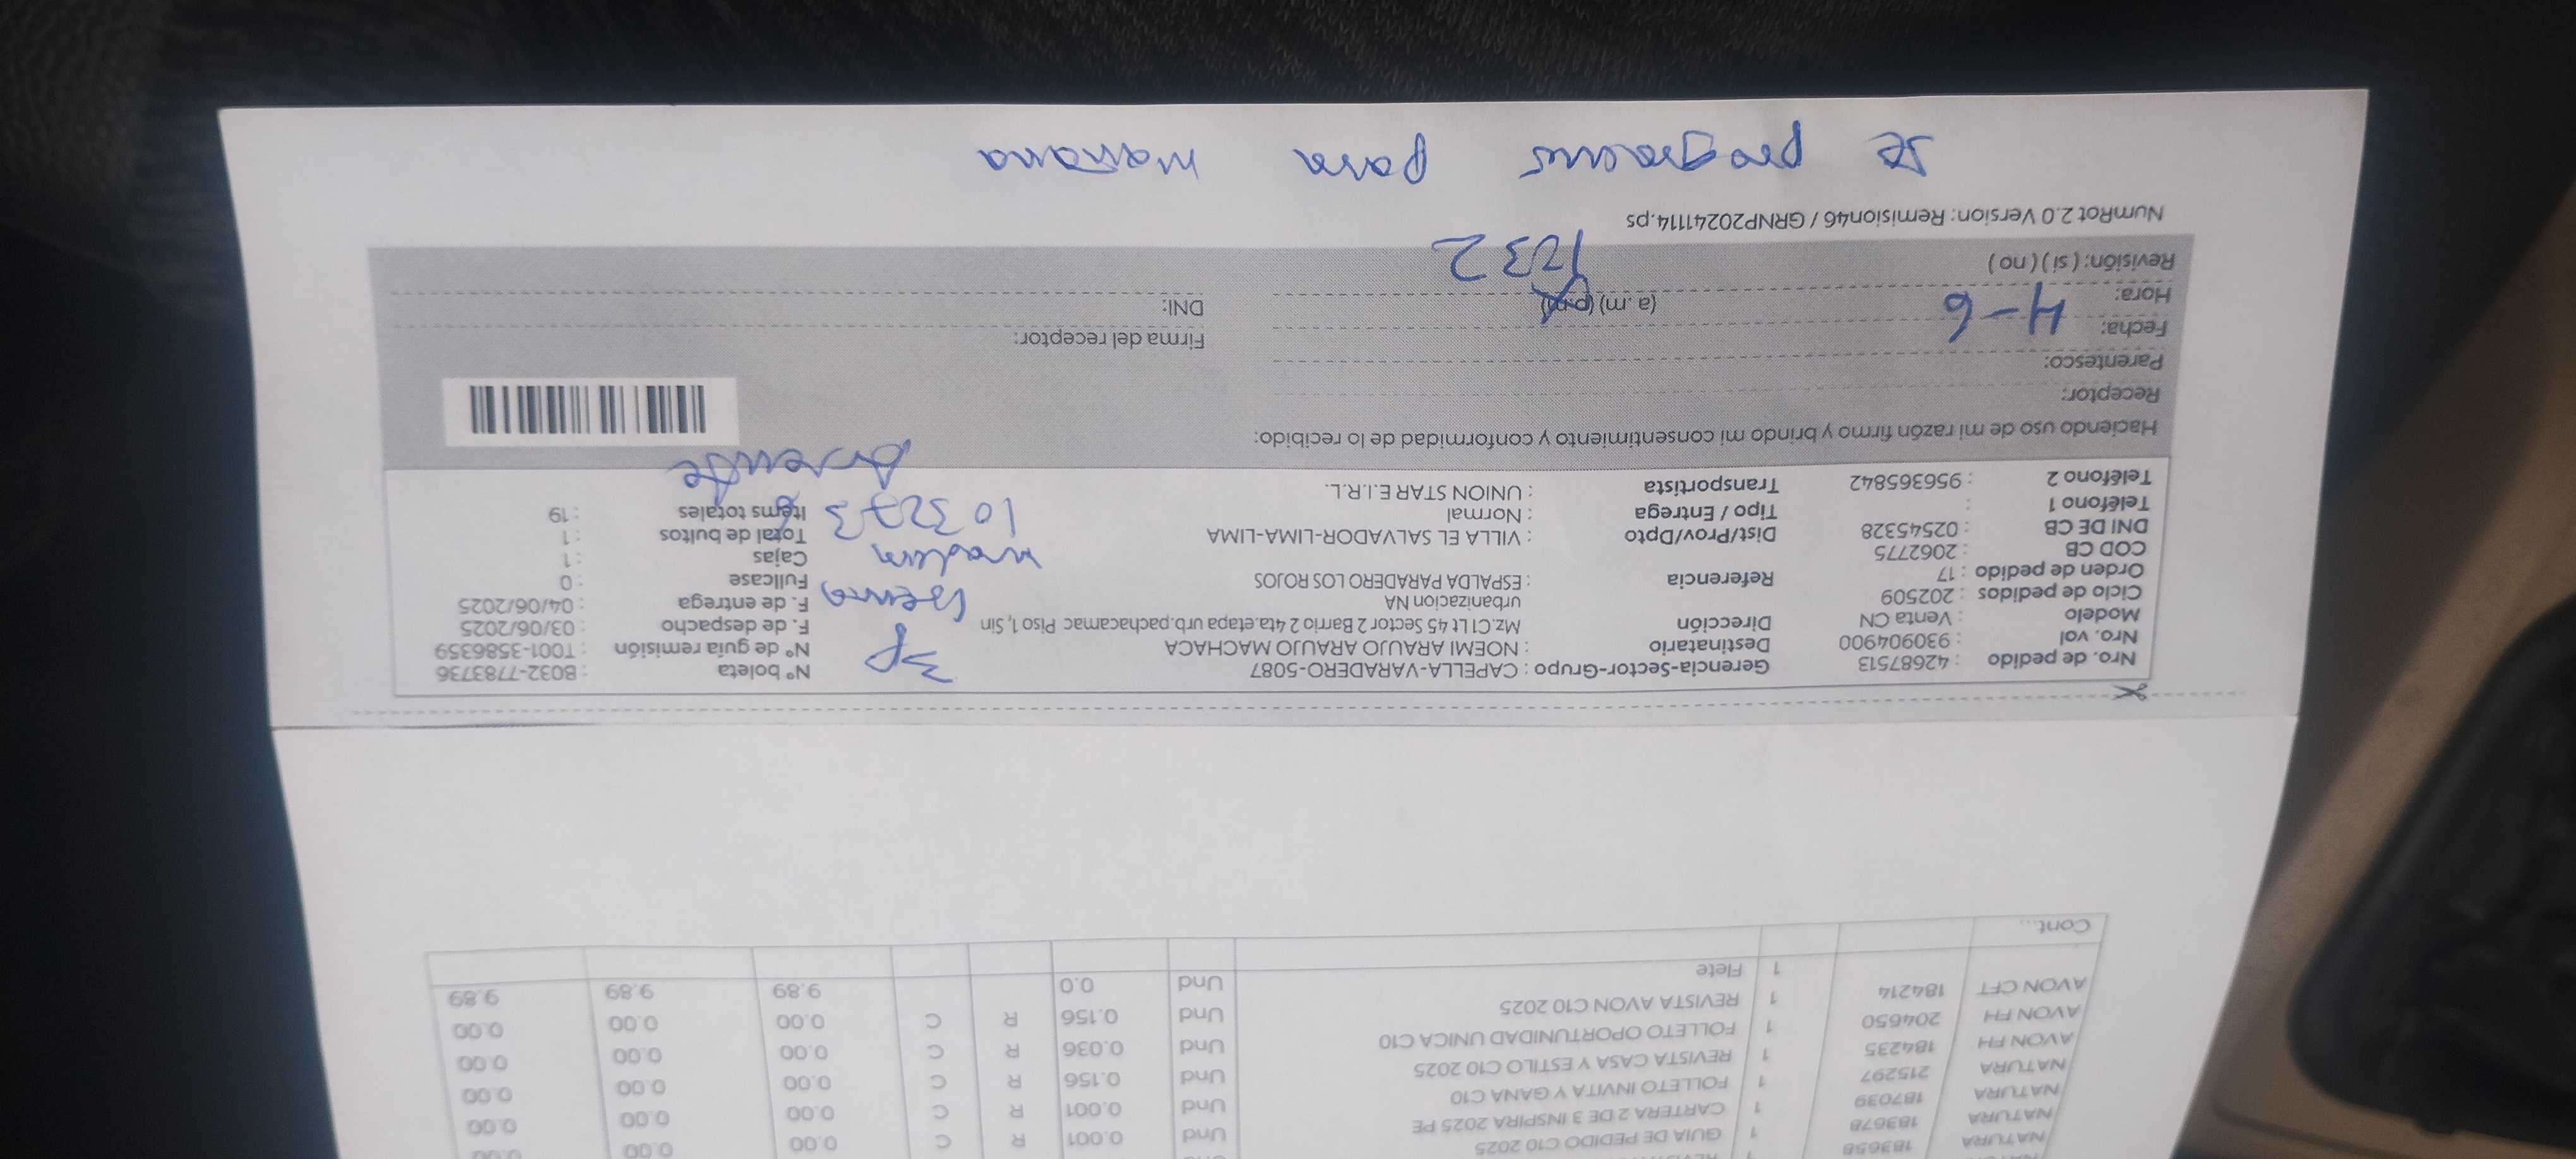 NATURA 183658 1 GUIA DE PEDIDO C10 2025 Und 0.001 R C 0.00 0.00 0.00
NATURA 183678 1 CARTERA 2 DE 3 INSPIRA 2025 PE Und 0.001 R C 0.00 0.00 0.00
NATURA 187039 1 FOLLETO INVITA Y GANA C10 Und 0.156 R C 0.00 0.00 0.00
NATURA 215297 1 REVISTA CASA Y ESTILO C10 2025 Und 0.036 R C 0.00 0.00 0.00
AVON FH 184235 1 FOLLETO OPORTUNIDAD UNICA C10 Und 0.156 R C 0.00 0.00 0.00
AVON FH 204650 1 REVISTA AVON C10 2025 Und 0.0 9.89 9.89 9.89
AVON CFT 184214 1 Flete
Cont...
Nro. de pedido : 42687513 Gerencia-Sector-Grupo : CAPELLA-VARADERO-5087 Nº boleta : B032-7783736
Nro. vol : 930904900 Destinatario : NOEMI ARAUJO ARAUJO MACHACA 3P Nº de guía remisión : T001-3586359
Modelo : Venta CN Dirección Mz.C1 Lt 45 Sector 2 Barrio 2 4ta.etapa urb.pachacamac Piso 1, Sin F. de despacho : 03/06/2025
Ciclo de pedidos : 202509 urbanizacion NA F. de entrega : 04/06/2025
Orden de pedido : 17 Referencia : ESPALDA PARADERO LOS ROJOS Fullcase : 0
COD CB : 2062775 Cajas : 1
DNI DE CB : 02545328 Dist/Prov/Dpto : VILLA EL SALVADOR-LIMA-LIMA Total de bultos : 1
Teléfono 1 : Tipo / Entrega : Normal 103273 Items totales : 19
Teléfono 2 : 956365842 Transportista : UNION STAR E.I.R.L.
Ausente
Haciendo uso de mi razón firmo y brindo mi consentimiento y conformidad de lo recibido:
Receptor:
Parentesco:
Fecha: 4-6 Firma del receptor:
Hora: (a. m) (p.m) DNI:
Revisión: ( si ) ( no ) 1232
NumRot 2.0 Version: Remision46 / GRNP20241114.ps
SE programs para mañana